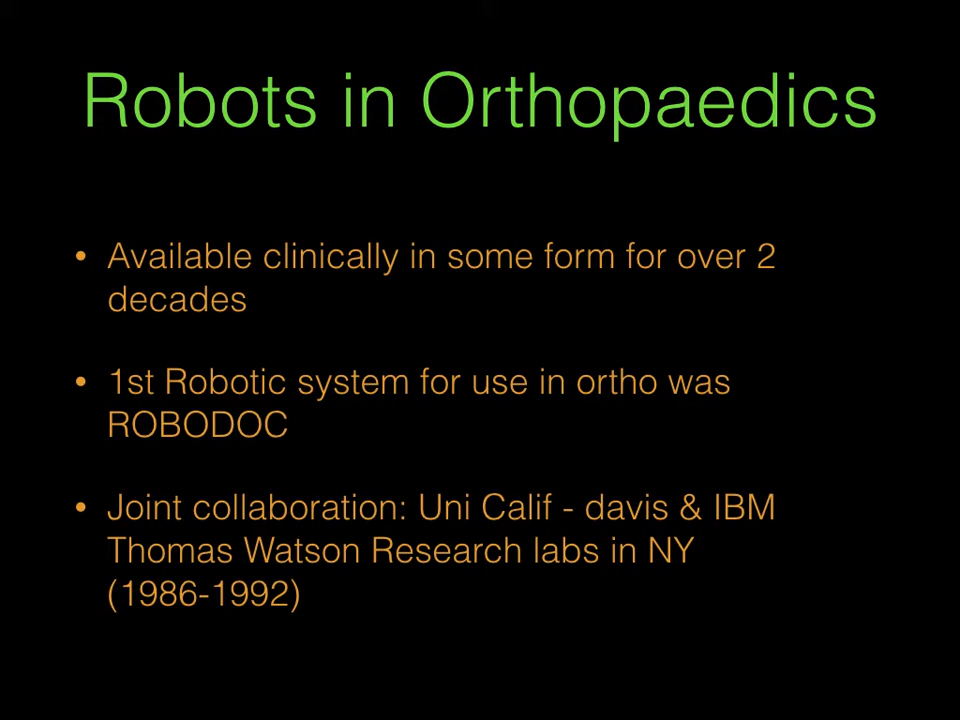 Robots in Orthopaedics
• Available clinically in some form for over 2
decades
• 1st Robotic system for use in ortho was
ROBODOC
• Joint collaboration: Uni Calif - davis & IBM
Thomas Watson Research labs in NY
(1986-1992)